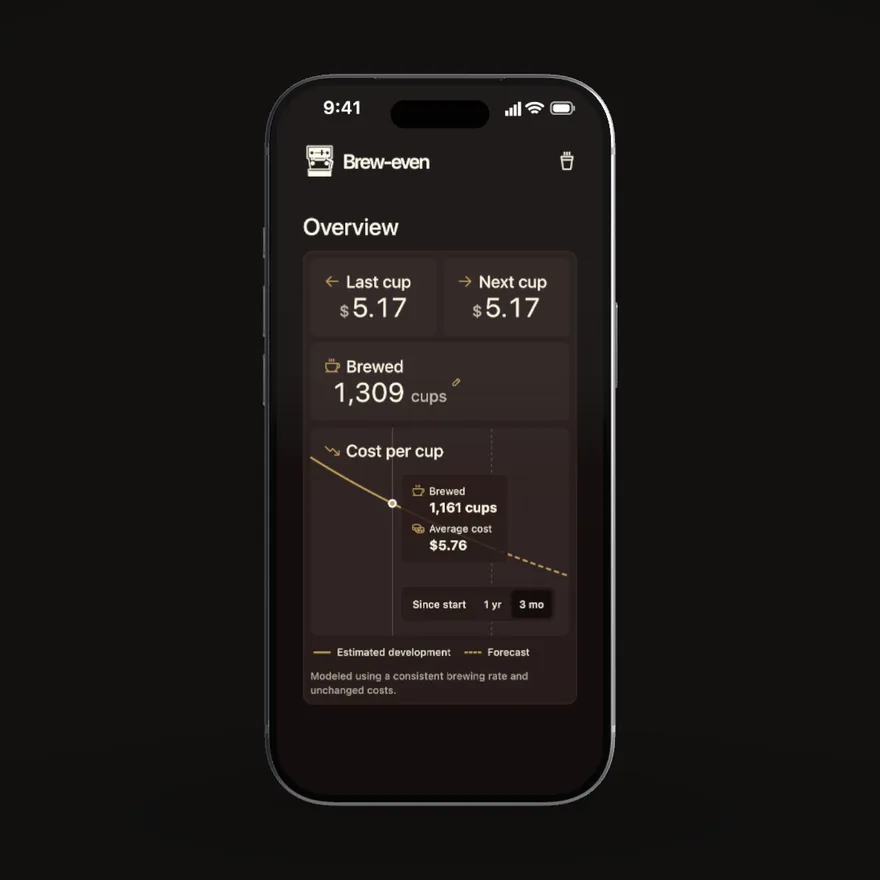 9:41
Brew-even
Overview
Last cup
$5.17
Next cup
$5.17
Brewed
1,309 cups
Cost per cup
Brewed
1,161 cups
Average cost
$5.76
Since start 1 yr 3 mo
Estimated development Forecast
Modeled using a consistent brewing rate and
unchanged costs.